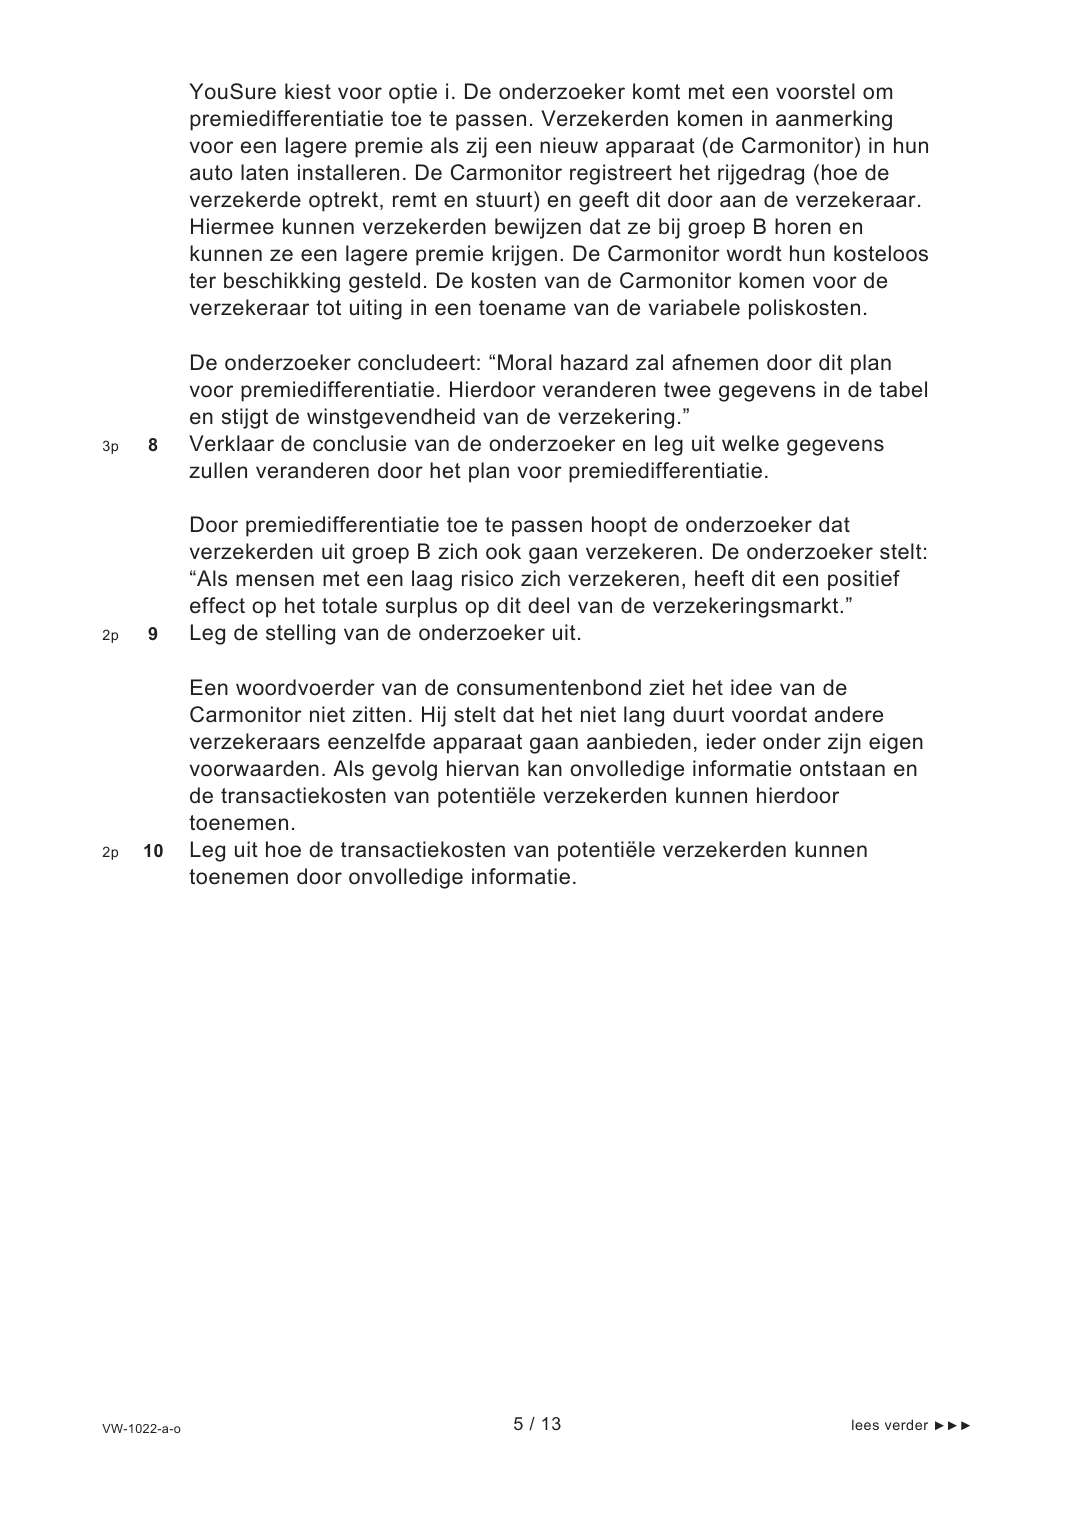 YouSure kiest voor optie i. De onderzoeker komt met een voorstel om
premiedifferentiatie toe te passen. Verzekerden komen in aanmerking
voor een lagere premie als zij een nieuw apparaat (de Carmonitor) in hun
auto laten installeren. De Carmonitor registreert het rijgedrag (hoe de
verzekerde optrekt, remt en stuurt) en geeft dit door aan de verzekeraar.
Hiermee kunnen verzekerden bewijzen dat ze bij groep B horen en
kunnen ze een lagere premie krijgen. De Carmonitor wordt hun kosteloos
ter beschikking gesteld. De kosten van de Carmonitor komen voor de
verzekeraar tot uiting in een toename van de variabele poliskosten.
De onderzoeker concludeert: “Moral hazard zal afnemen door dit plan
voor premiedifferentiatie. Hierdoor veranderen twee gegevens in de tabel
en stijgt de winstgevendheid van de verzekering.”
3p 8 Verklaar de conclusie van de onderzoeker en leg uit welke gegevens
zullen veranderen door het plan voor premiedifferentiatie.
Door premiedifferentiatie toe te passen hoopt de onderzoeker dat
verzekerden uit groep B zich ook gaan verzekeren. De onderzoeker stelt:
“Als mensen met een laag risico zich verzekeren, heeft dit een positief
effect op het totale surplus op dit deel van de verzekeringsmarkt.”
2p 9 Leg de stelling van de onderzoeker uit.
Een woordvoerder van de consumentenbond ziet het idee van de
Carmonitor niet zitten. Hij stelt dat het niet lang duurt voordat andere
verzekeraars eenzelfde apparaat gaan aanbieden, ieder onder zijn eigen
voorwaarden. Als gevolg hiervan kan onvolledige informatie ontstaan en
de transactiekosten van potentiële verzekerden kunnen hierdoor
toenemen.
2p 10 Leg uit hoe de transactiekosten van potentiële verzekerden kunnen
toenemen door onvolledige informatie.
VW-1022-a-o 5 / 13 lees verder ►►►